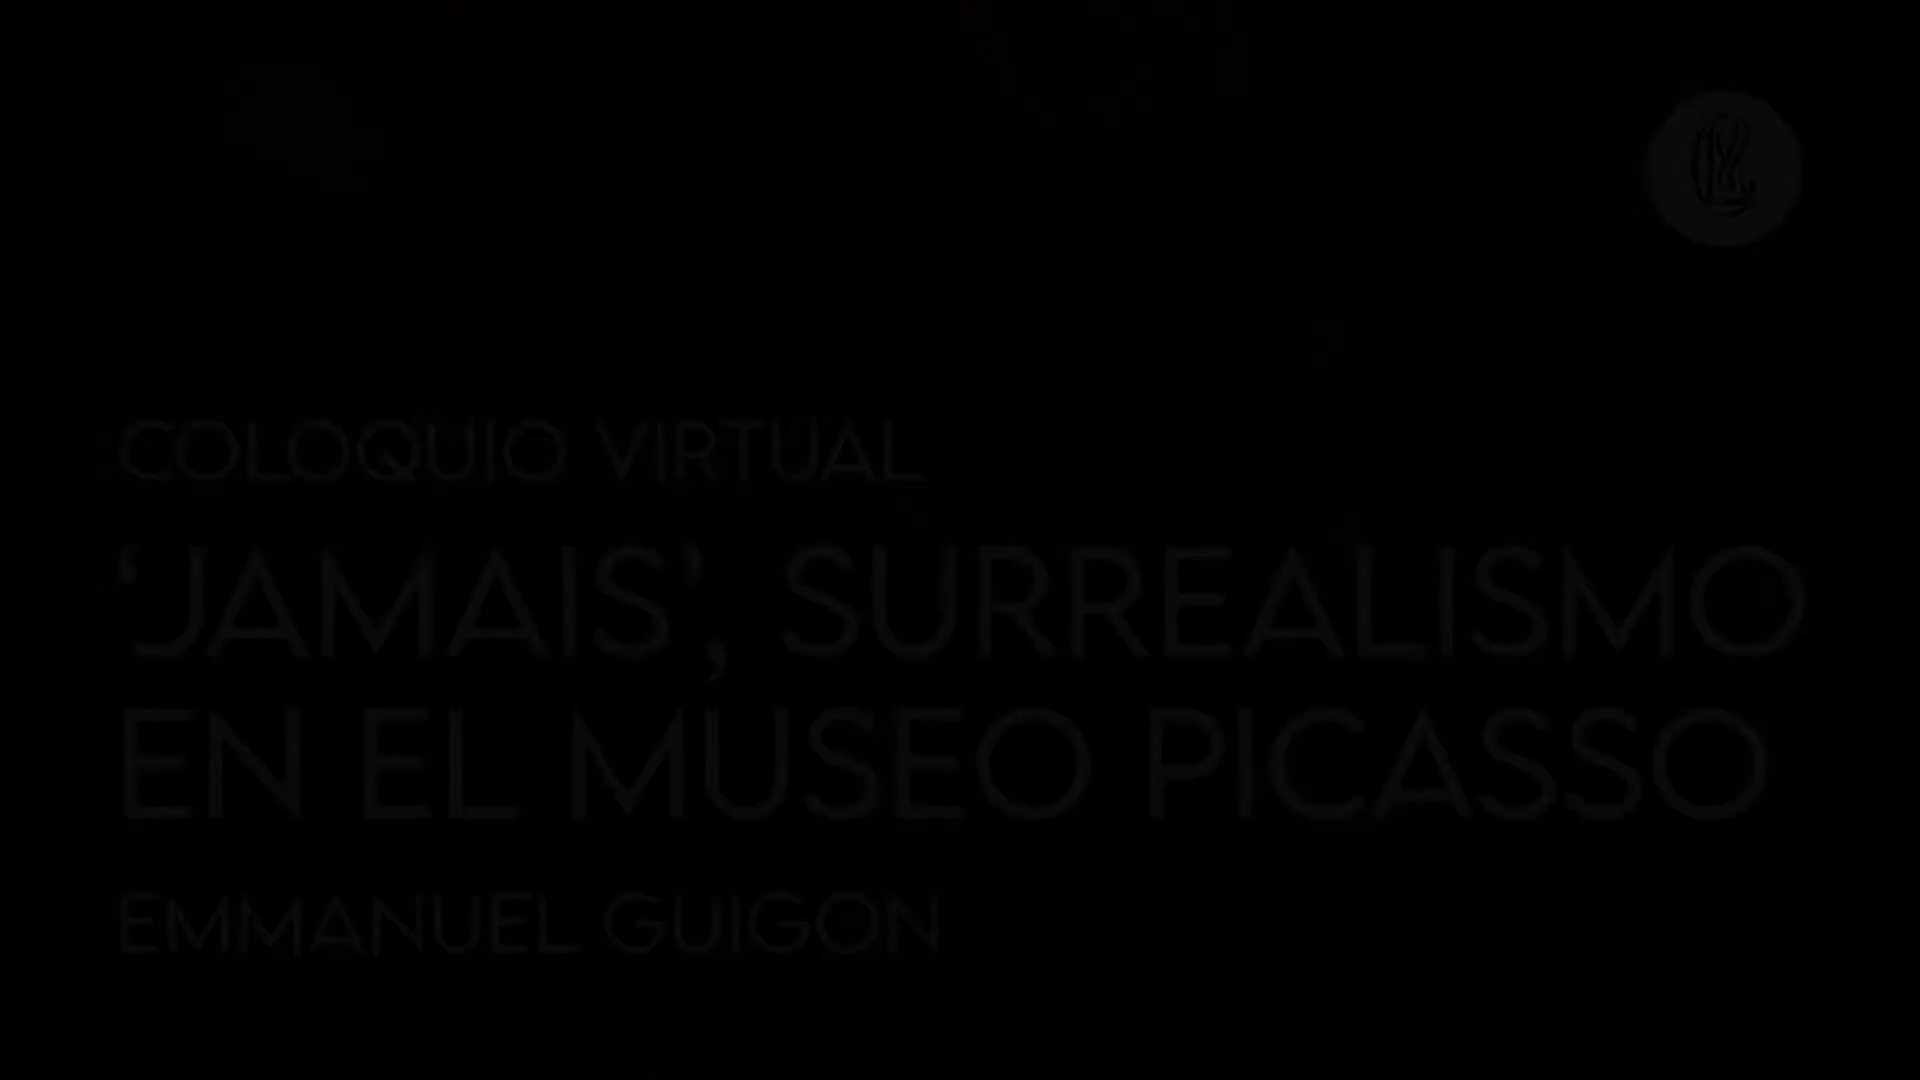 COLOQUIO VIRTUAL
‘JAMAIS’, SURREALISMO
EN EL MUSEO PICASSO
EMMANUEL GUIGON